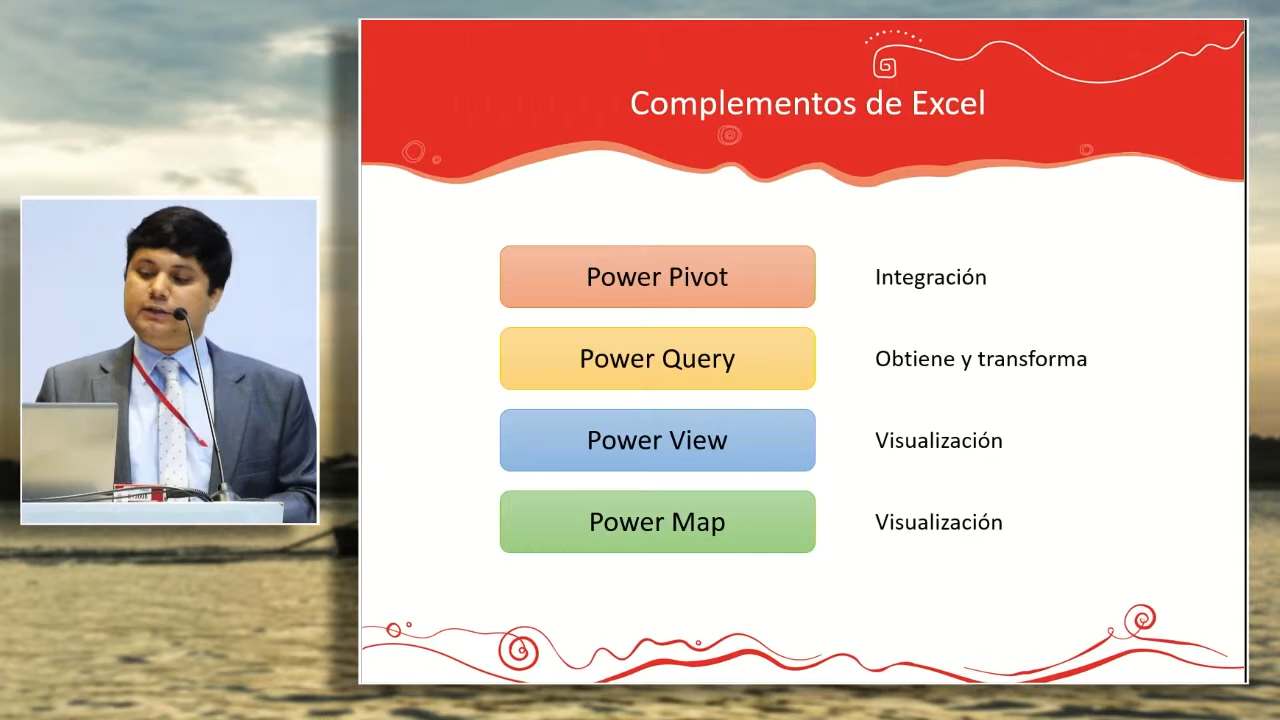 Complementos de Excel
Power Pivot
Integración
Power Query
Obtiene y transforma
Power View
Visualización
Power Map
Visualización